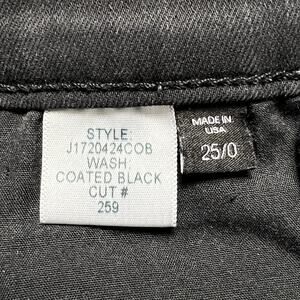 STYLE:
J1720424COB
WASH:
COATED BLACK
CUT #
259
MADE IN
USA
25/0